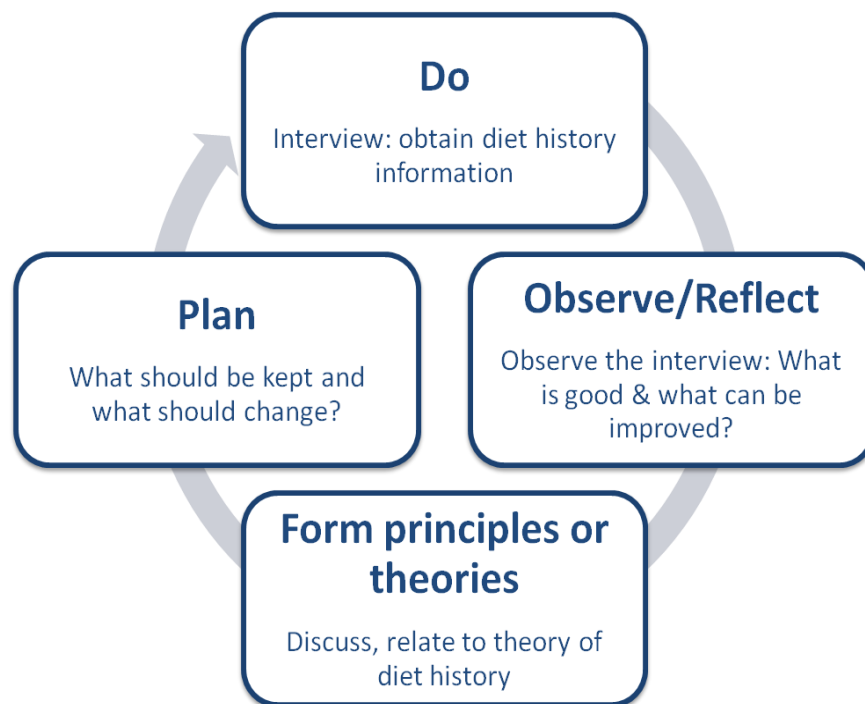 Do
Interview: obtain diet history
information
Observe/Reflect
Observe the interview: What
is good & what can be
improved?
Form principles or
theories
Discuss, relate to theory of
diet history
Plan
What should be kept and
what should change?